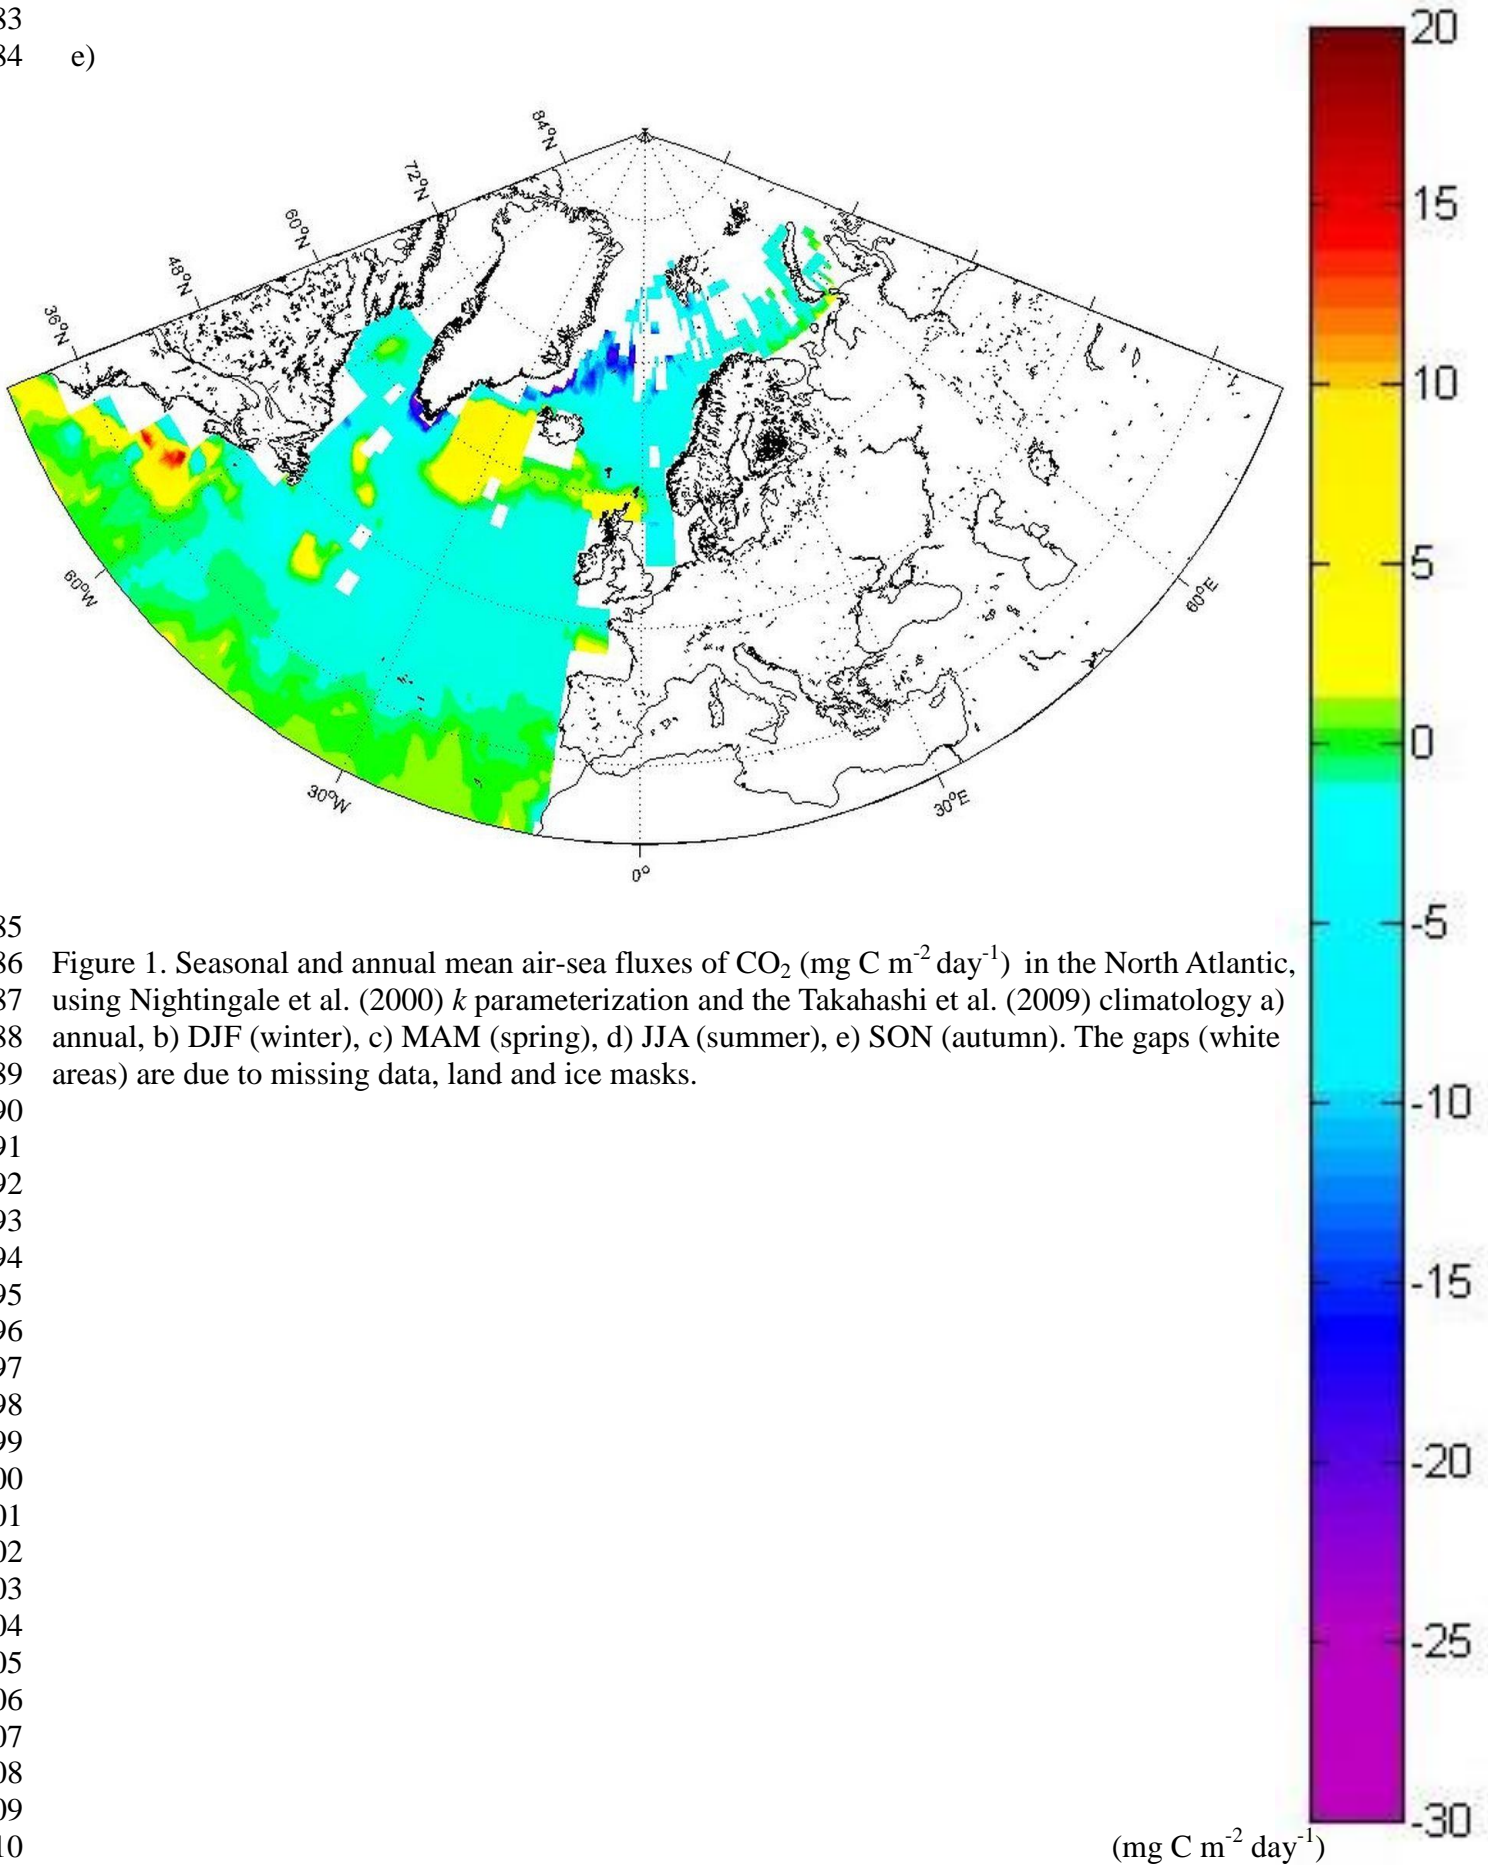 83
84 e)
84°N
72°N
60°N
48°N
36°N
60°W
30°W
0°
30°E
60°E
20
15
10
5
0
-5
-10
-15
-20
-25
-30
85
86 Figure 1. Seasonal and annual mean air-sea fluxes of CO₂ (mg C m⁻² day⁻¹) in the North Atlantic,
87 using Nightingale et al. (2000) k parameterization and the Takahashi et al. (2009) climatology a)
88 annual, b) DJF (winter), c) MAM (spring), d) JJA (summer), e) SON (autumn). The gaps (white
89 areas) are due to missing data, land and ice masks.
90
91
92
93
94
95
96
97
98
99
00
01
02
03
04
05
06
07
08
09
10 (mg C m⁻² day⁻¹)